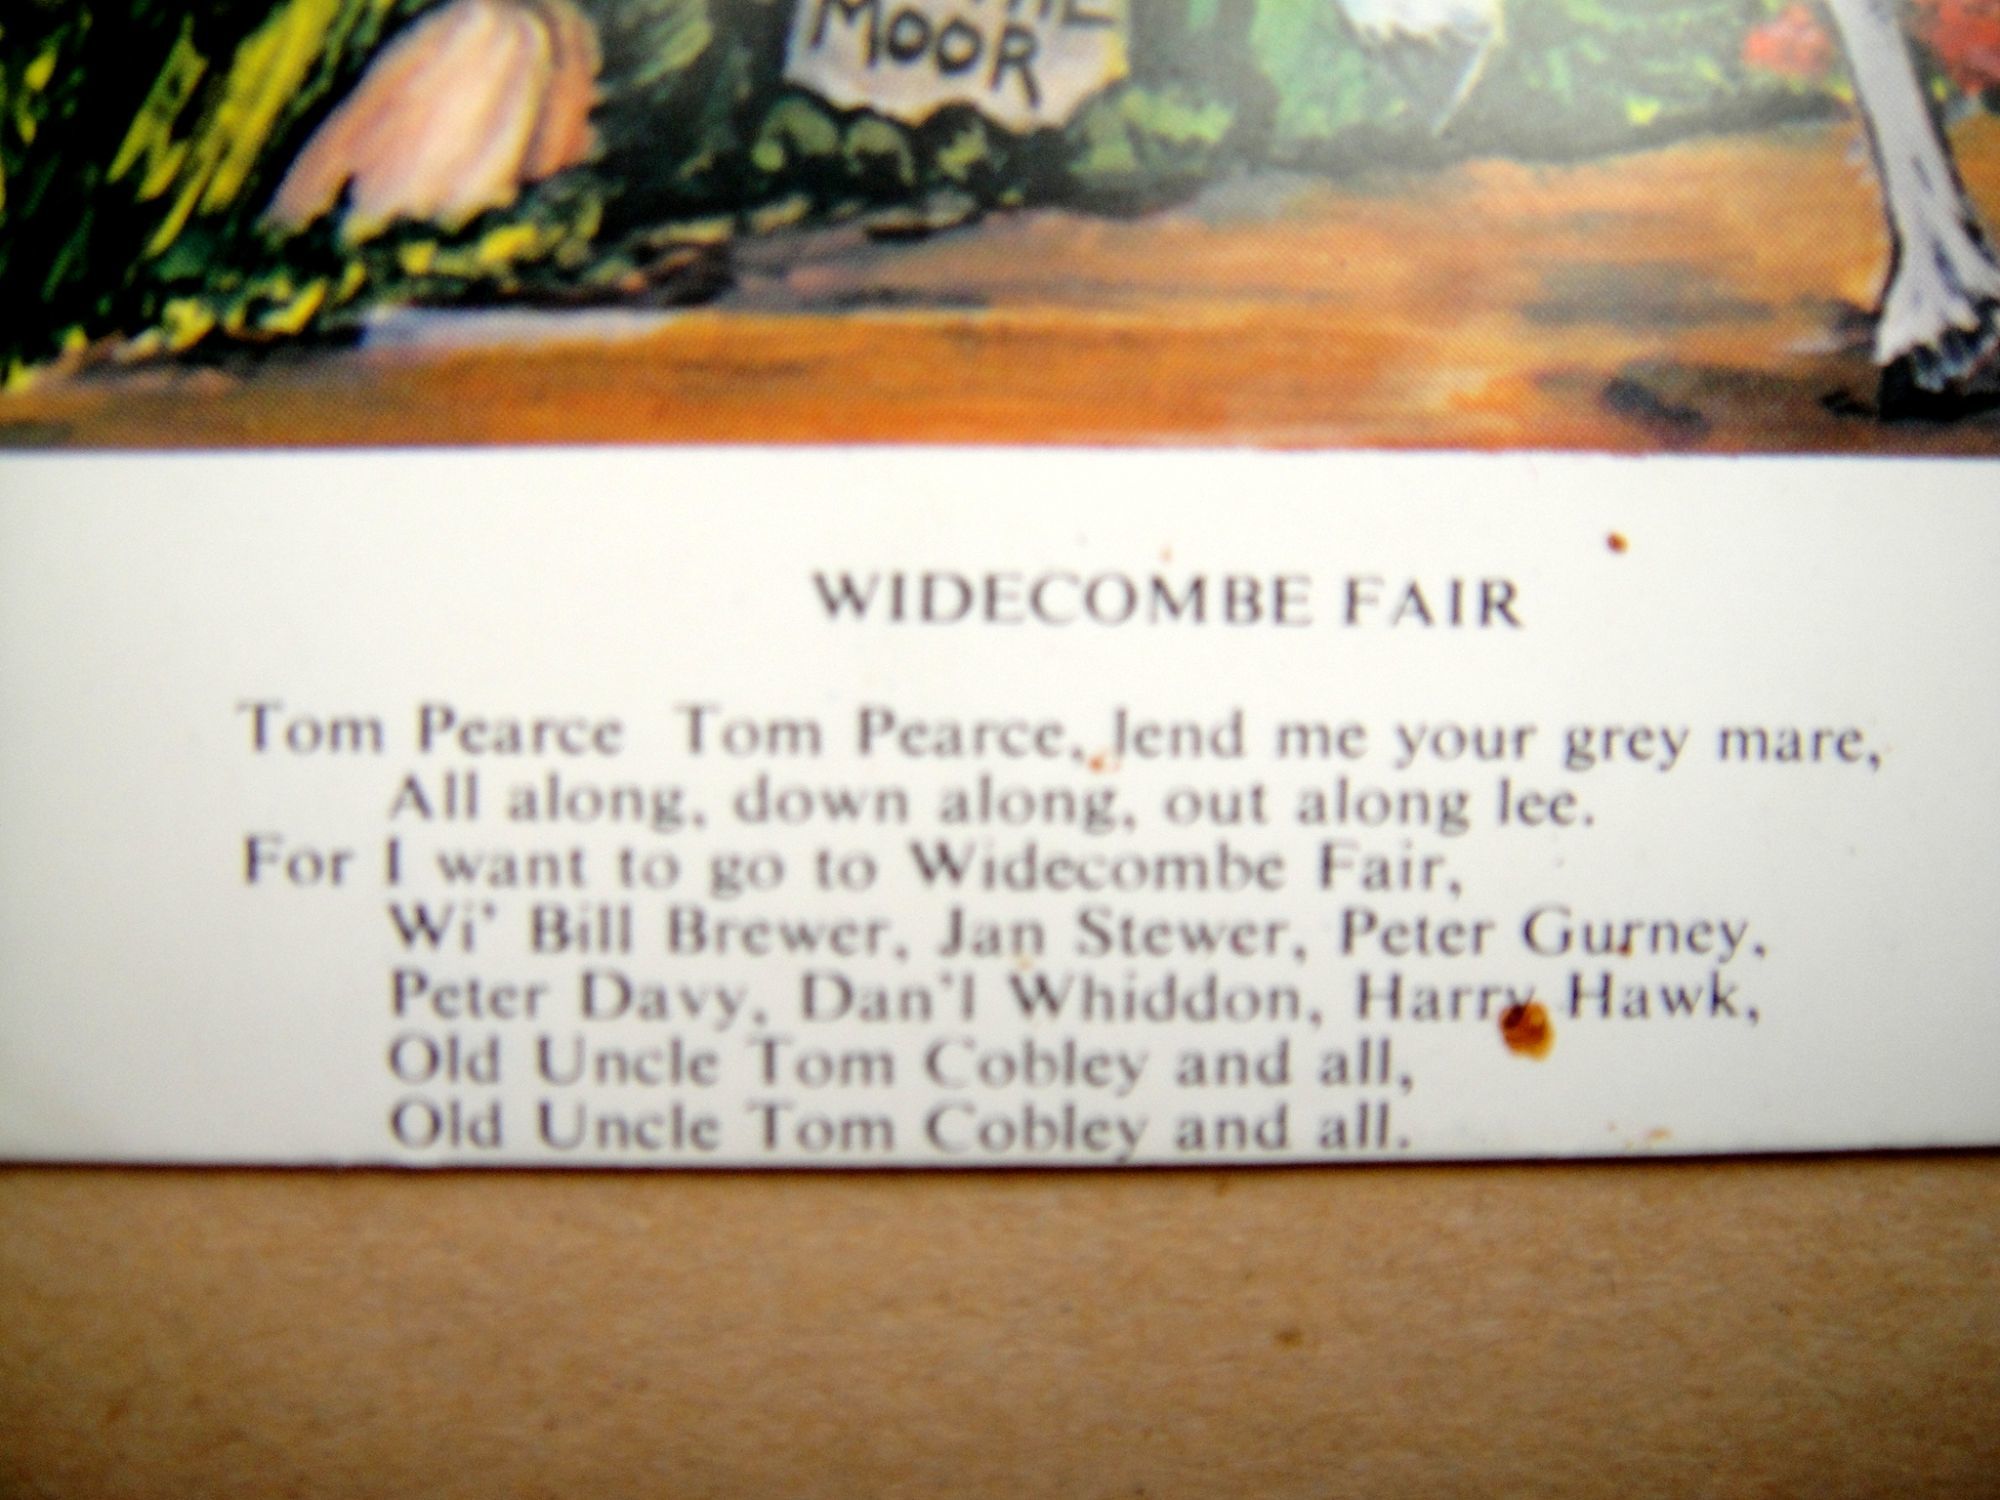 MOOR
WIDECOMBE FAIR
Tom Pearce Tom Pearce, lend me your grey mare,
All along, down along, out along lee.
For I want to go to Widecombe Fair,
Wi' Bill Brewer, Jan Stewer, Peter Gurney,
Peter Davy, Dan'l Whiddon, Harry Hawk,
Old Uncle Tom Cobley and all,
Old Uncle Tom Cobley and all.